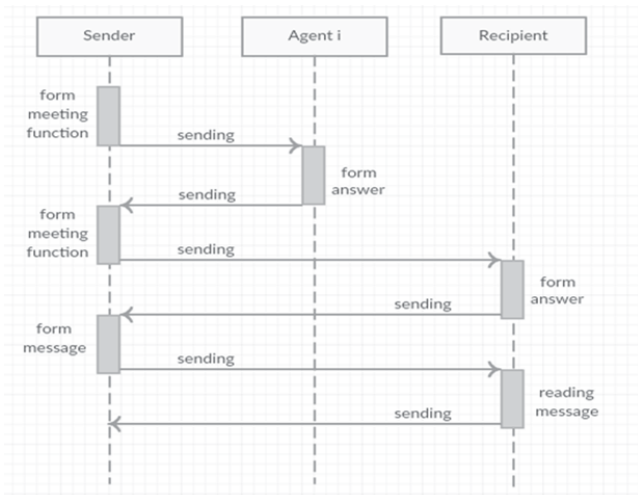 Sender
Agent i
Recipient
form
meeting
function
sending
form
answer
sending
form
meeting
function
sending
form
answer
sending
form
message
sending
reading
message
sending